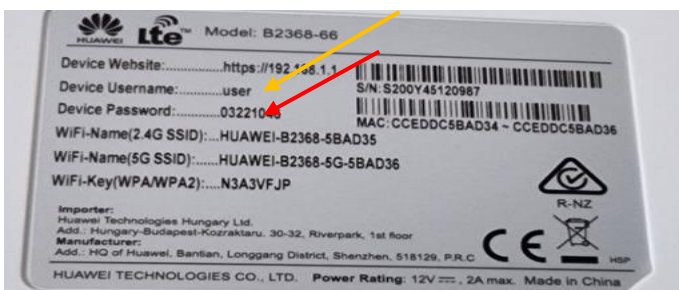 HUAWEI Lte™ Model: B2368-66
Device Website:..............https://192.168.1.1
Device Username:...........user
S/N: S200Y45120987
Device Password:
MAC: CCEDDC5BAD34 ~ CCEDDC5BAD36
WiFi-Name(2.4G SSID):...HUAWEI-B2368-5BAD35
WiFi-Name(5G SSID):......HUAWEI-B2368-5G-5BAD36
WiFi-Key(WPA/WPA2):....N3A3VFJP
R-NZ
Importer:
Huawei Technologies Hungary Ltd.
Add.: Hungary-Budapest-Kozraktaru. 30-32, Riverpark, 1st floor
Manufacturer:
Add.: HQ of Huawei, Bantian, Longgang District, Shenzhen, 518129, P.R.C
CE
HSP
HUAWEI TECHNOLOGIES CO., LTD. Power Rating: 12V ⎓, 2A max. Made in China